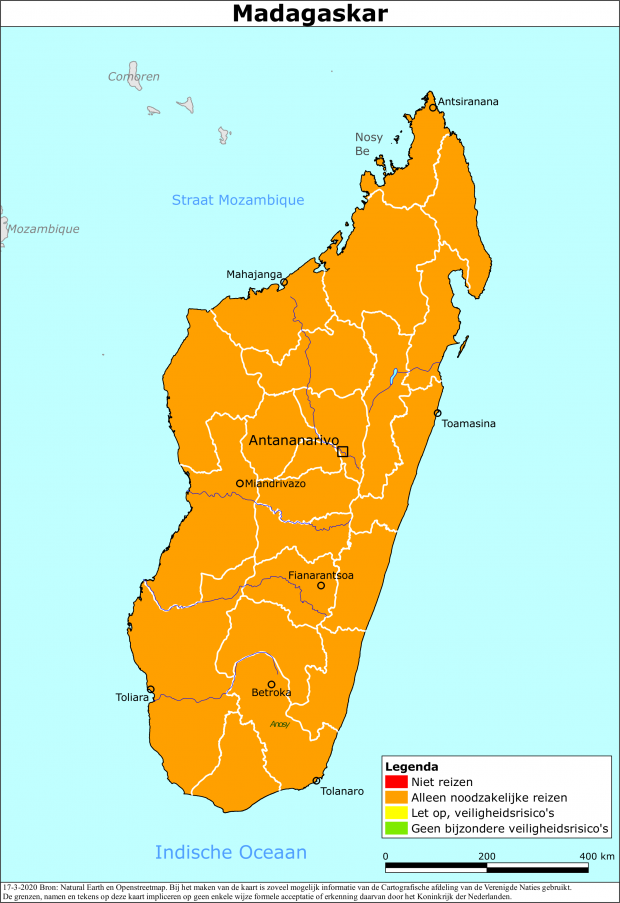 Madagaskar
Comoren
Antsiranana
Nosy
Be
Straat Mozambique
Mozambique
Mahajanga
Toamasina
Antananarivo
Miandrivazo
Fianarantsoa
Betroka
Toliara
Anosy
Tolanaro
Legenda
Niet reizen
Alleen noodzakelijke reizen
Let op, veiligheidsrisico's
Geen bijzondere veiligheidsrisico's
Indische Oceaan
0 200 400 km
17-3-2020 Bron: Natural Earth en Openstreetmap. Bij het maken van de kaart is zoveel mogelijk informatie van de Cartografische afdeling van de Verenigde Naties gebruikt.
De grenzen, namen en tekens op deze kaart impliceren op geen enkele wijze formele acceptatie of erkenning daarvan door het Koninkrijk der Nederlanden.